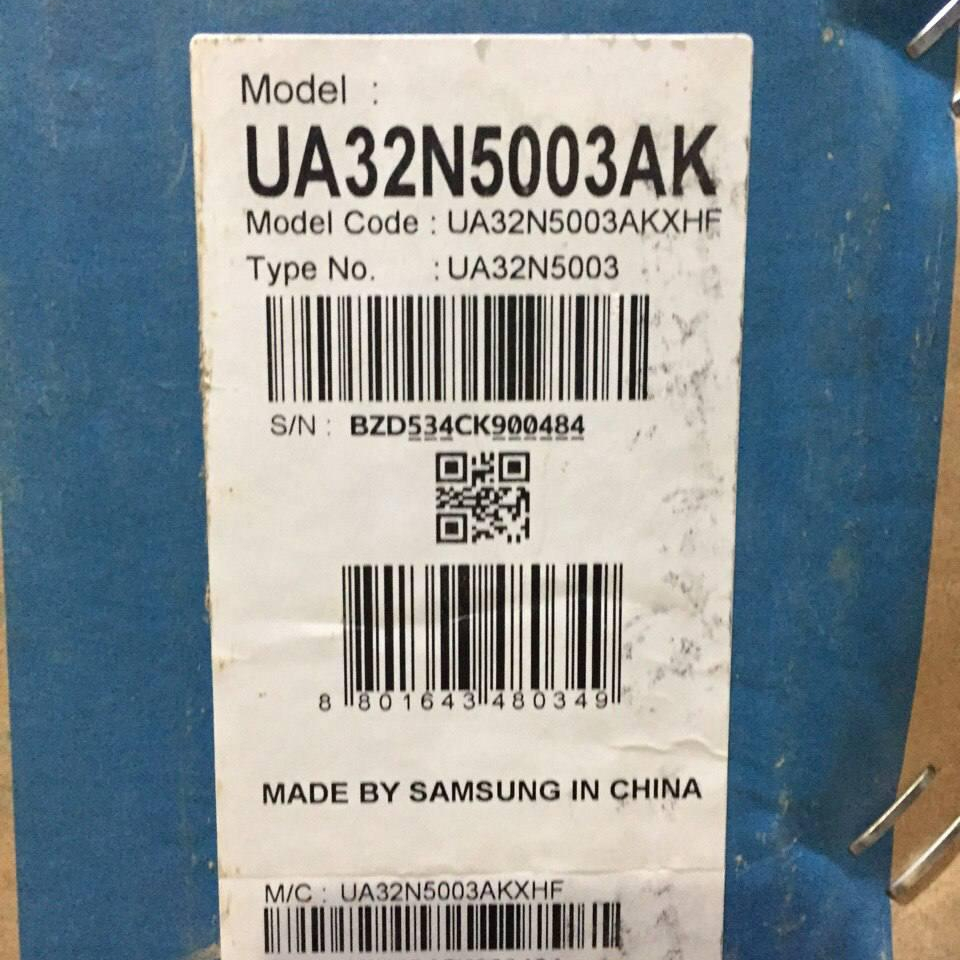 Model :
UA32N5003AK
Model Code : UA32N5003AKXHF
Type No. : UA32N5003
S/N : BZD534CK900484
8 801643 480349
MADE BY SAMSUNG IN CHINA
M/C : UA32N5003AKXHF